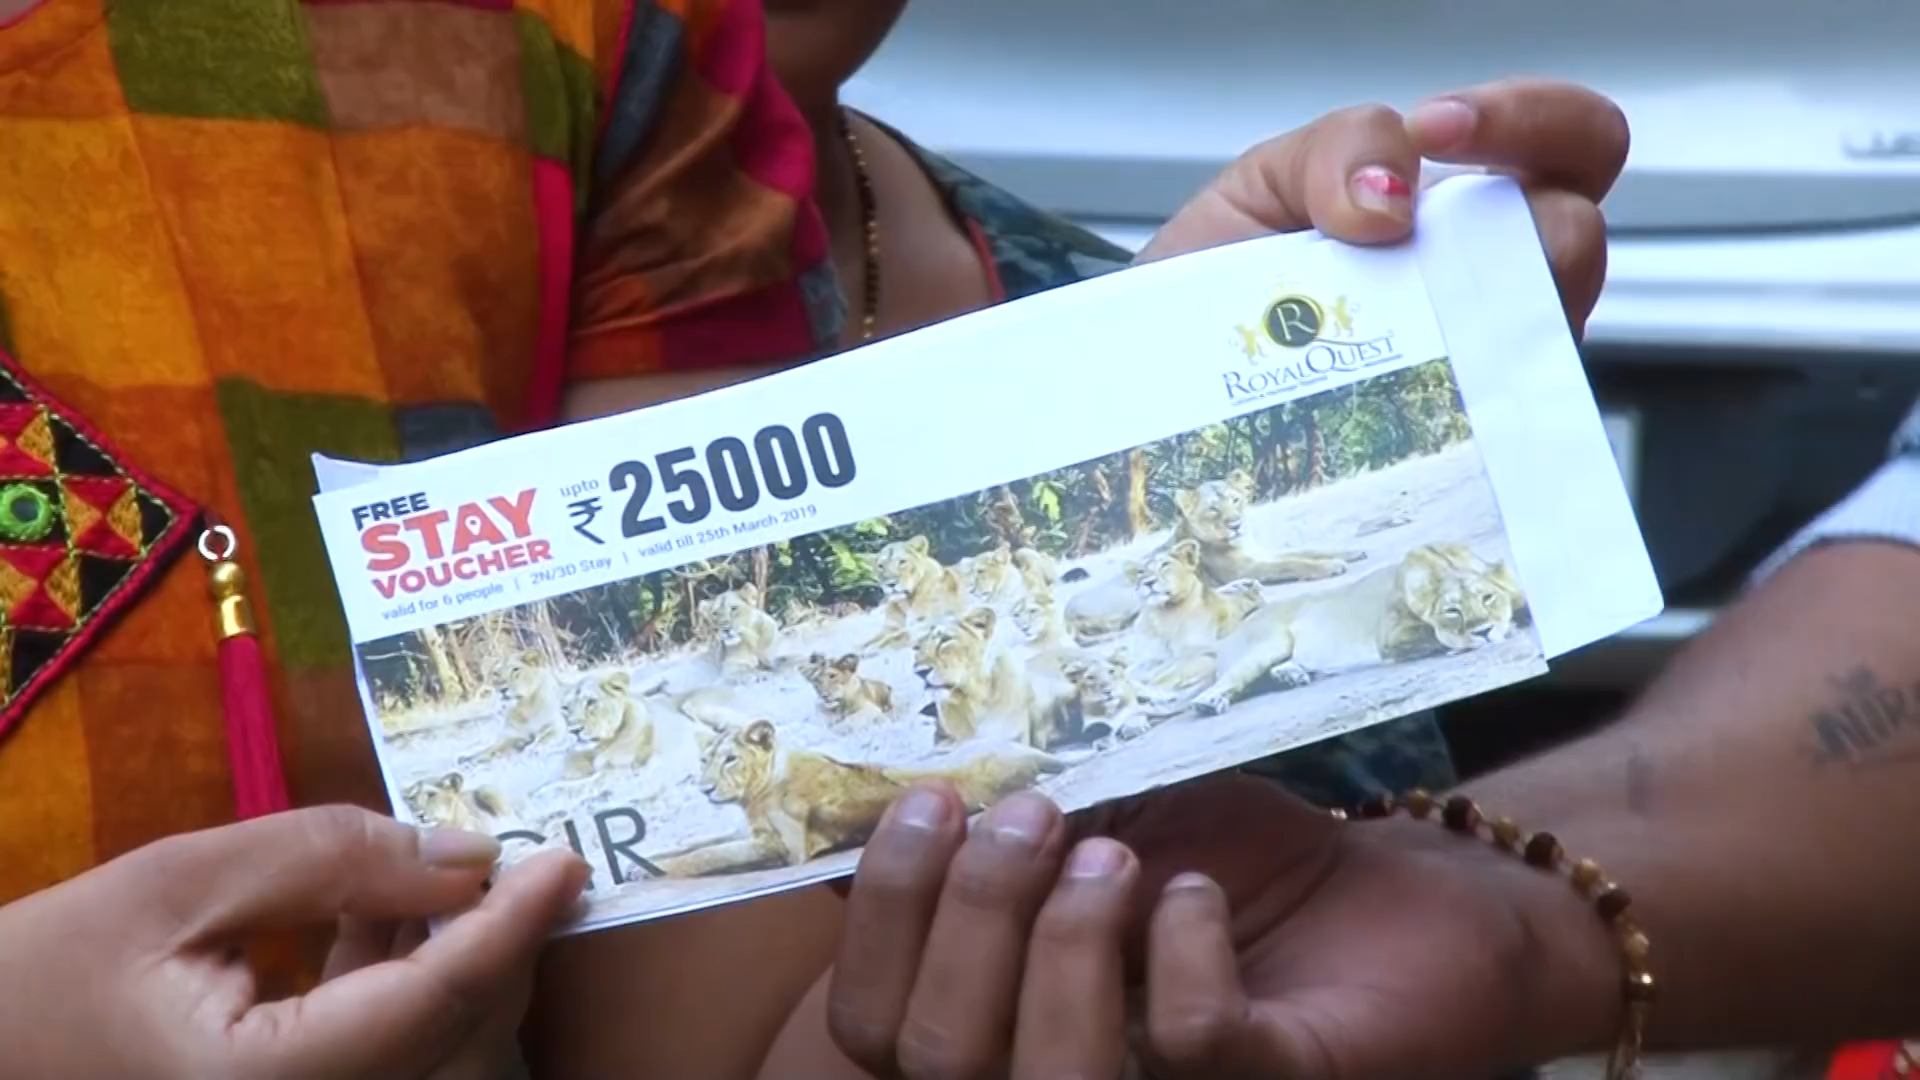 R
ROYALQUEST
FREE
STAY
VOUCHER
upto
₹25000
valid for 6 people | 2N/3D Stay | valid till 25th March 2019
GIR